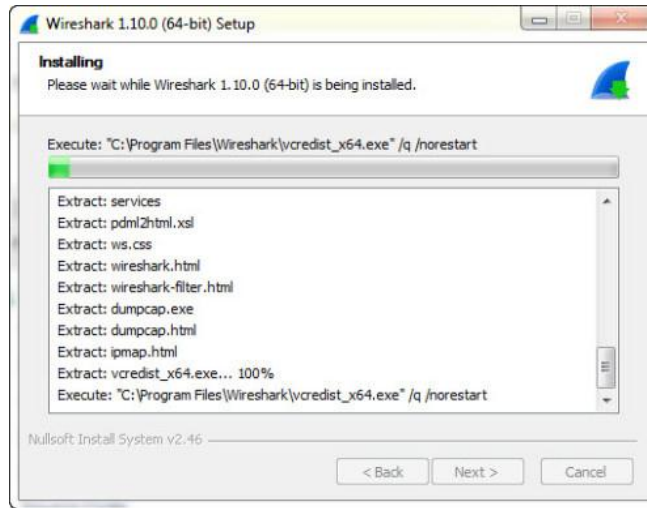 Wireshark 1.10.0 (64-bit) Setup
Installing
Please wait while Wireshark 1.10.0 (64-bit) is being installed.
Execute: "C:\Program Files\Wireshark\vcredist_x64.exe" /q /norestart
Extract: services
Extract: pdml2html.xsl
Extract: ws.css
Extract: wireshark.html
Extract: wireshark-filter.html
Extract: dumpcap.exe
Extract: dumpcap.html
Extract: ipmap.html
Extract: vcredist_x64.exe... 100%
Execute: "C:\Program Files\Wireshark\vcredist_x64.exe" /q /norestart
Nullsoft Install System v2.46
< Back Next > Cancel